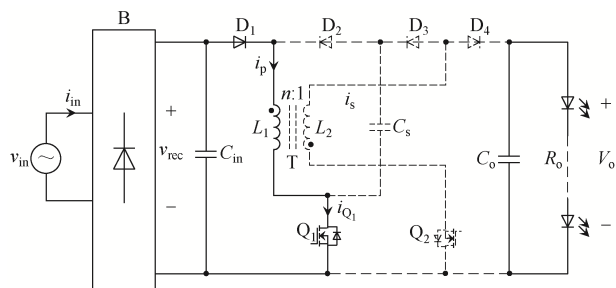 B
D1
D2
D3
D4
ip
n:1
is
iin
+
vrec
−
vin
~
Cin
L1
L2
T
Cs
Co
Ro
Vo
+
−
iQ1
Q1
Q2